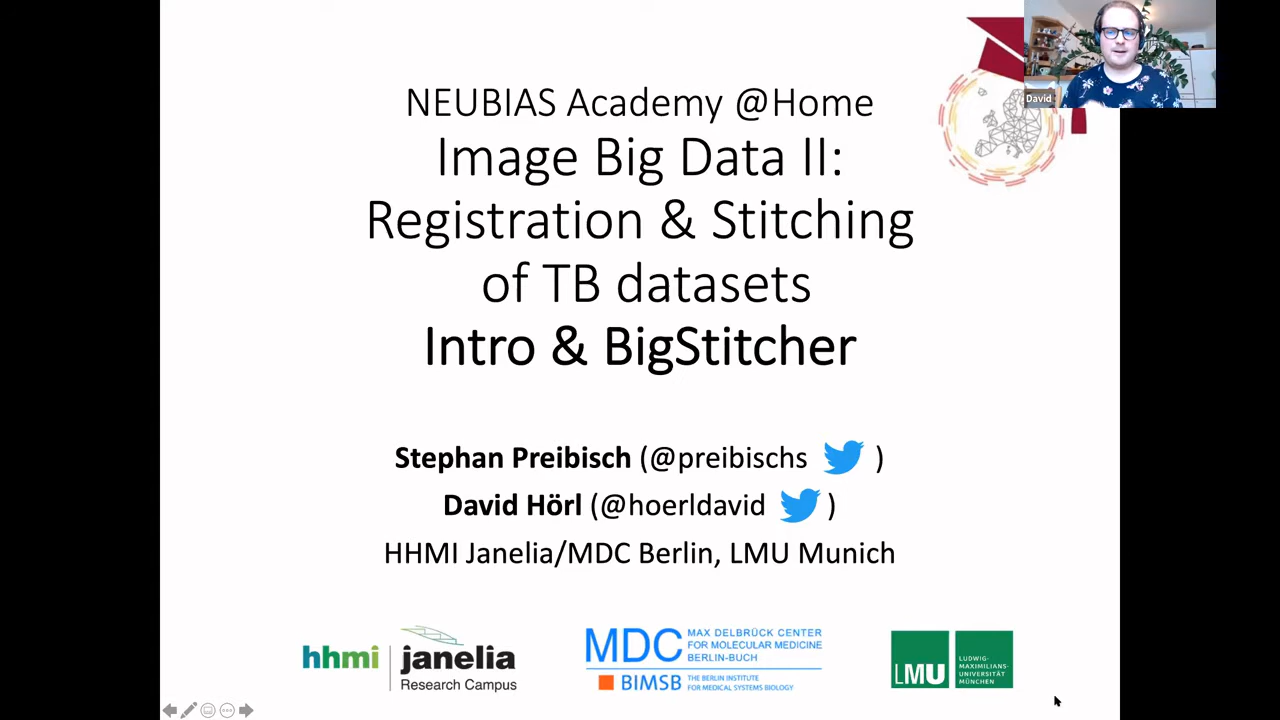 David
NEUBIAS Academy @Home
Image Big Data II:
Registration & Stitching
of TB datasets
Intro & BigStitcher
Stephan Preibisch (@preibischs )
David Hörl (@hoerldavid )
HHMI Janelia/MDC Berlin, LMU Munich
hhmi janelia
Research Campus
MDC MAX DELBRÜCK CENTER
FOR MOLECULAR MEDICINE
BERLIN-BUCH
BIMSB THE BERLIN INSTITUTE
FOR MEDICAL SYSTEMS BIOLOGY
LMU LUDWIG-
MAXIMILIANS-
UNIVERSITÄT
MÜNCHEN